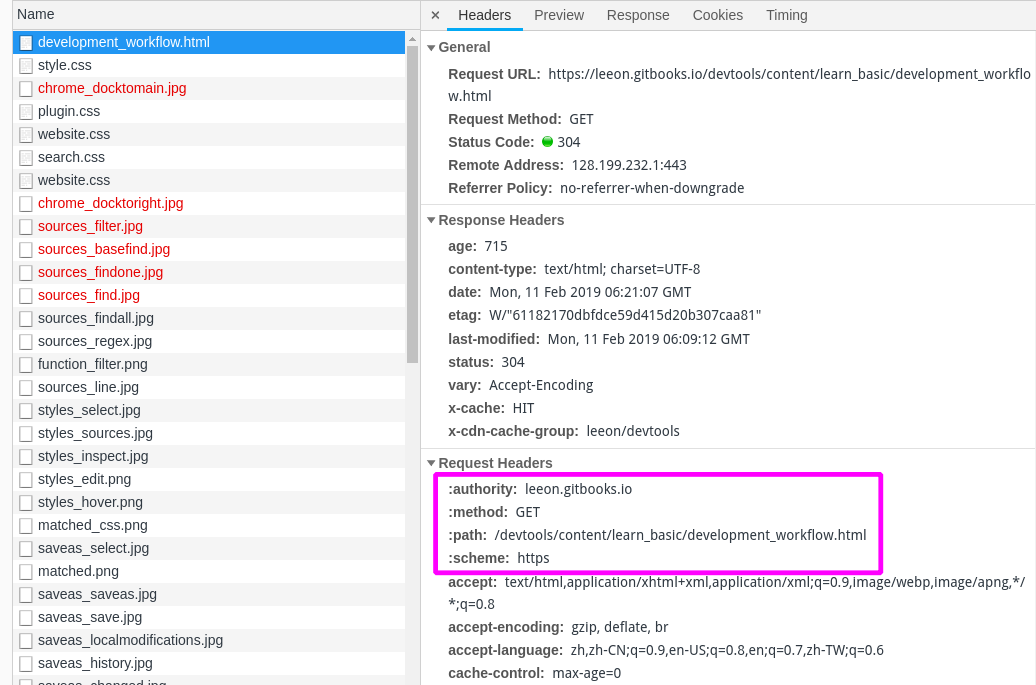 Name
development_workflow.html
style.css
chrome_docktomain.jpg
plugin.css
website.css
search.css
website.css
chrome_docktoright.jpg
sources_filter.jpg
sources_basefind.jpg
sources_findone.jpg
sources_find.jpg
sources_findall.jpg
sources_regex.jpg
function_filter.png
sources_line.jpg
styles_select.jpg
styles_sources.jpg
styles_inspect.jpg
styles_edit.png
styles_hover.png
matched_css.png
saveas_select.jpg
matched.png
saveas_saveas.jpg
saveas_save.jpg
saveas_localmodifications.jpg
saveas_history.jpg
saveas_changed.jpg
× Headers Preview Response Cookies Timing
General
Request URL: https://leeon.gitbooks.io/devtools/content/learn_basic/development_workflo
w.html
Request Method: GET
Status Code: 304
Remote Address: 128.199.232.1:443
Referrer Policy: no-referrer-when-downgrade
Response Headers
age: 715
content-type: text/html; charset=UTF-8
date: Mon, 11 Feb 2019 06:21:07 GMT
etag: W/"61182170dbfdce59d415d20b307caa81"
last-modified: Mon, 11 Feb 2019 06:09:12 GMT
status: 304
vary: Accept-Encoding
x-cache: HIT
x-cdn-cache-group: leeon/devtools
Request Headers
:authority: leeon.gitbooks.io
:method: GET
:path: /devtools/content/learn_basic/development_workflow.html
:scheme: https
accept: text/html,application/xhtml+xml,application/xml;q=0.9,image/webp,image/apng,*/
*;q=0.8
accept-encoding: gzip, deflate, br
accept-language: zh,zh-CN;q=0.9,en-US;q=0.8,en;q=0.7,zh-TW;q=0.6
cache-control: max-age=0